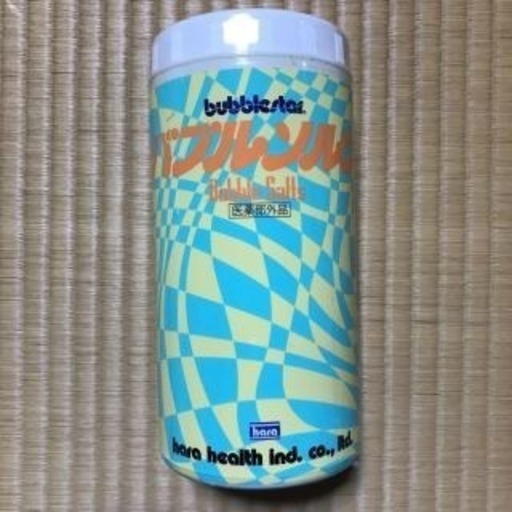 bubblestar
バブルンソルト
Bubble Salts
医薬部外品
hara
hara health ind. co., ltd.